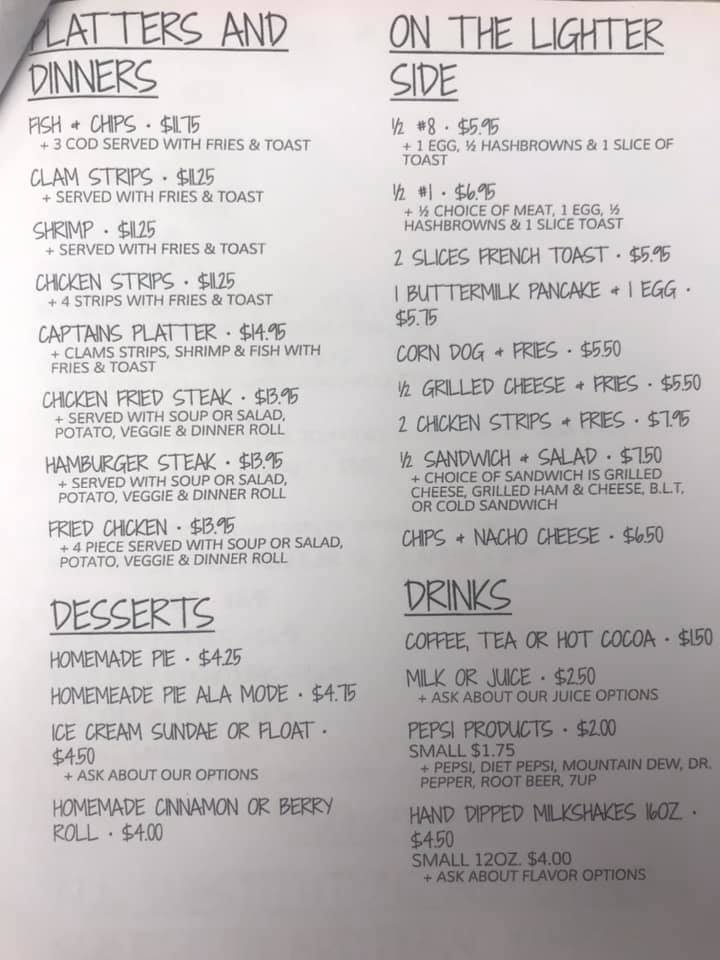 PLATTERS AND
DINNERS
FISH + CHIPS · $11.75
+ 3 COD SERVED WITH FRIES & TOAST
CLAM STRIPS · $11.25
+ SERVED WITH FRIES & TOAST
SHRIMP · $11.25
+ SERVED WITH FRIES & TOAST
CHICKEN STRIPS · $11.25
+ 4 STRIPS WITH FRIES & TOAST
CAPTAINS PLATTER · $14.95
+ CLAMS STRIPS, SHRIMP & FISH WITH
FRIES & TOAST
CHICKEN FRIED STEAK · $13.95
+ SERVED WITH SOUP OR SALAD,
POTATO, VEGGIE & DINNER ROLL
HAMBURGER STEAK · $13.95
+ SERVED WITH SOUP OR SALAD,
POTATO, VEGGIE & DINNER ROLL
FRIED CHICKEN · $13.95
+ 4 PIECE SERVED WITH SOUP OR SALAD,
POTATO, VEGGIE & DINNER ROLL
DESSERTS
HOMEMADE PIE · $4.25
HOMEMEADE PIE ALA MODE · $4.75
ICE CREAM SUNDAE OR FLOAT ·
$4.50
+ ASK ABOUT OUR OPTIONS
HOMEMADE CINNAMON OR BERRY
ROLL · $4.00
ON THE LIGHTER
SIDE
½ #8 · $5.95
+ 1 EGG, ½ HASHBROWNS & 1 SLICE OF
TOAST
½ #1 · $6.95
+ ½ CHOICE OF MEAT, 1 EGG, ½
HASHBROWNS & 1 SLICE TOAST
2 SLICES FRENCH TOAST · $5.95
1 BUTTERMILK PANCAKE + 1 EGG ·
$5.75
CORN DOG + FRIES · $5.50
½ GRILLED CHEESE + FRIES · $5.50
2 CHICKEN STRIPS + FRIES · $7.95
½ SANDWICH + SALAD · $7.50
+ CHOICE OF SANDWICH IS GRILLED
CHEESE, GRILLED HAM & CHEESE, B.L.T,
OR COLD SANDWICH
CHIPS + NACHO CHEESE · $6.50
DRINKS
COFFEE, TEA OR HOT COCOA · $1.50
MILK OR JUICE · $2.50
+ ASK ABOUT OUR JUICE OPTIONS
PEPSI PRODUCTS · $2.00
SMALL $1.75
+ PEPSI, DIET PEPSI, MOUNTAIN DEW, DR.
PEPPER, ROOT BEER, 7UP
HAND DIPPED MILKSHAKES 16OZ ·
$4.50
SMALL 12OZ. $4.00
+ ASK ABOUT FLAVOR OPTIONS